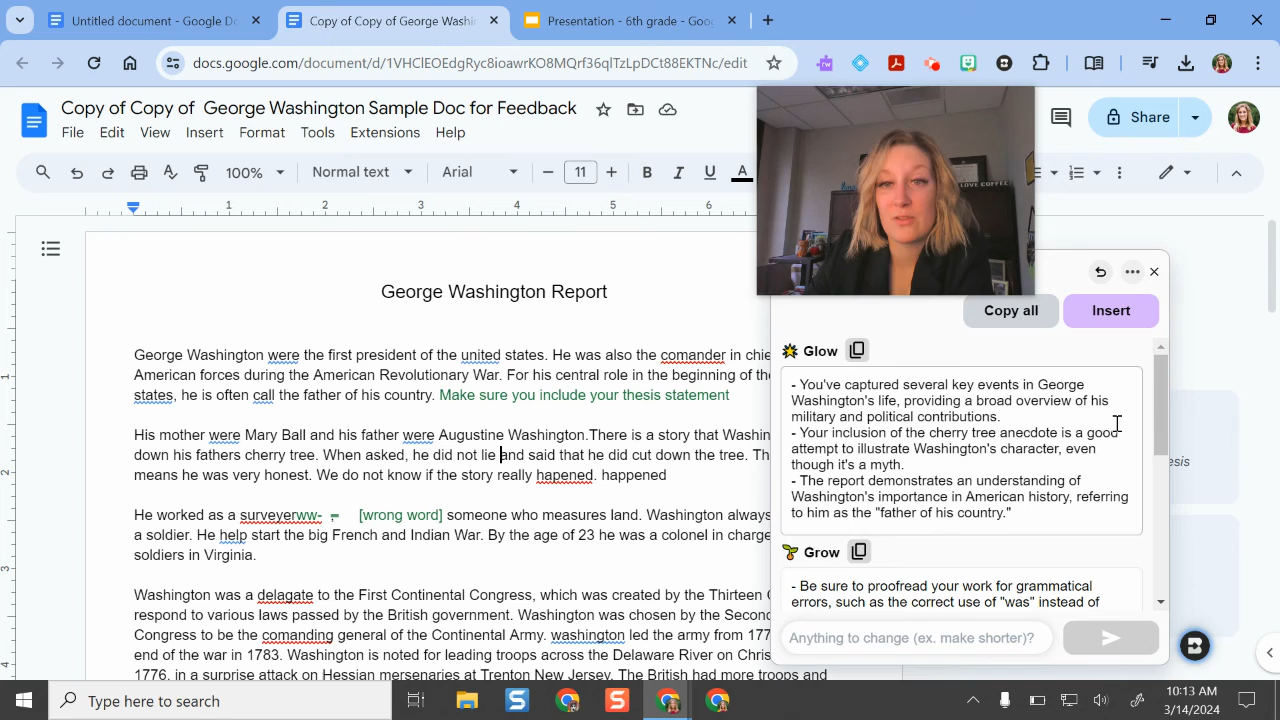 Untitled document - Google Do
Copy of Copy of George Washin
Presentation - 6th grade - Goog
docs.google.com/document/d/1VHClEOEdgRyc8ioawrKO8MQrf36qlTzLpDCt88EKTNc/edit
Copy of Copy of George Washington Sample Doc for Feedback
File Edit View Insert Format Tools Extensions Help
Share
100% Normal text Arial 11 B I U A
1 2 3 4 5 6
LOVE COFFEE
George Washington Report
George Washington were the first president of the united states. He was also the comander in chie
American forces during the American Revolutionary War. For his central role in the beginning of the
states, he is often call the father of his country. Make sure you include your thesis statement
His mother were Mary Ball and his father were Augustine Washington.There is a story that Washin
down his fathers cherry tree. When asked, he did not lie and said that he did cut down the tree. Th
means he was very honest. We do not know if the story really hapened. happened
He worked as a surveyerww- , [wrong word] someone who measures land. Washington always
a soldier. He help start the big French and Indian War. By the age of 23 he was a colonel in charge
soldiers in Virginia.
Washington was a delagate to the First Continental Congress, which was created by the Thirteen C
respond to various laws passed by the British government. Washington was chosen by the Secon
Congress to be the comanding general of the Continental Army. washington led the army from 177
end of the war in 1783. Washington is noted for leading troops across the Delaware River on Chris
1776, in a surprise attack on Hessian mersenaries at Trenton New Jersey. The British had more troops and
1
2
3
4
Copy all
Insert
Glow
- You've captured several key events in George
Washington's life, providing a broad overview of his
military and political contributions.
- Your inclusion of the cherry tree anecdote is a good
attempt to illustrate Washington's character, even
though it's a myth.
- The report demonstrates an understanding of
Washington's importance in American history, referring
to him as the "father of his country."
Grow
- Be sure to proofread your work for grammatical
errors, such as the correct use of "was" instead of
Anything to change (ex. make shorter)?
esis
Type here to search
10:13 AM
3/14/2024